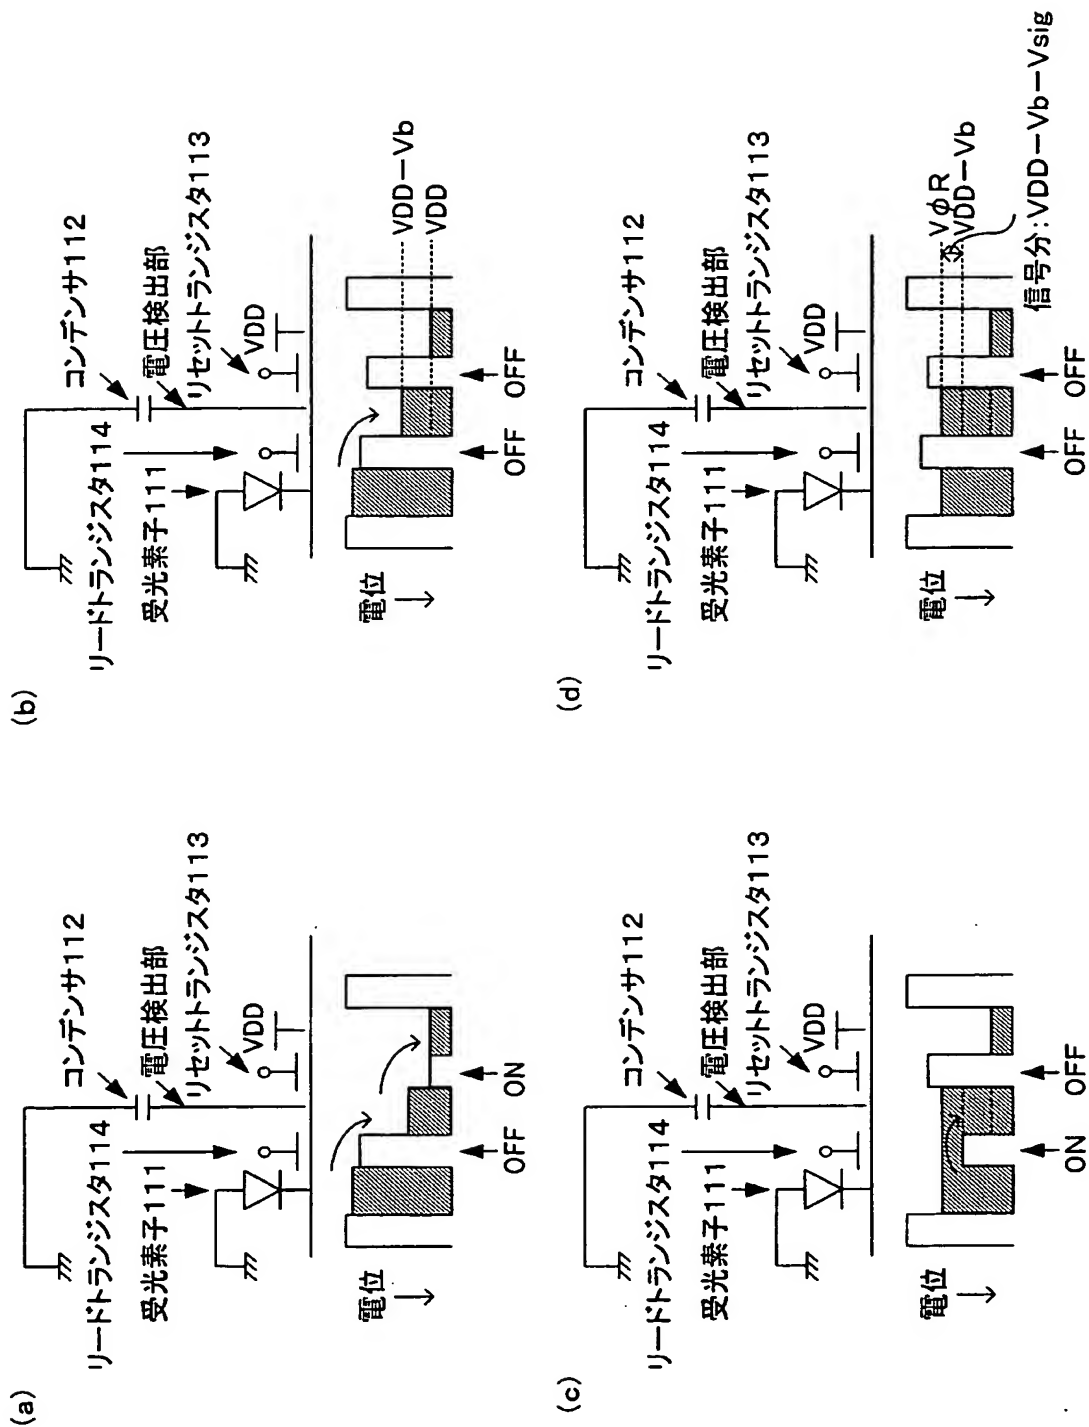 (a)
コンデンサ112
リードトランジスタ114
電圧検出部
受光素子111
リセットトランジスタ113
VDD
電位
OFF
ON
(b)
コンデンサ112
リードトランジスタ114
電圧検出部
受光素子111
リセットトランジスタ113
VDD
電位
VDD−Vb
VDD
OFF
OFF
(c)
コンデンサ112
リードトランジスタ114
電圧検出部
受光素子111
リセットトランジスタ113
VDD
電位
ON
OFF
(d)
コンデンサ112
リードトランジスタ114
電圧検出部
受光素子111
リセットトランジスタ113
VDD
電位
VφR
VDD−Vb
信号分:VDD−Vb−Vsig
OFF
OFF